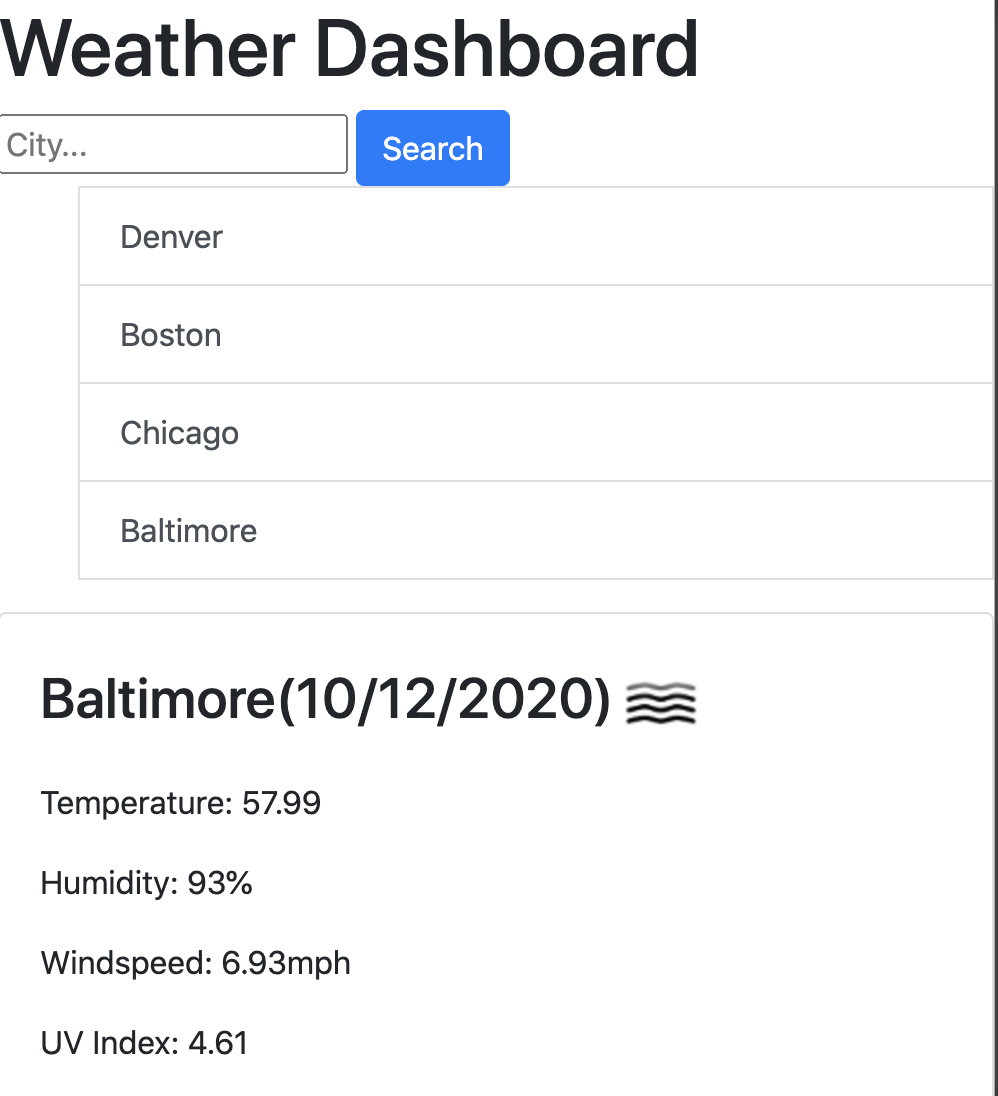 Weather Dashboard
City...
Search
Denver
Boston
Chicago
Baltimore
Baltimore(10/12/2020)
Temperature: 57.99
Humidity: 93%
Windspeed: 6.93mph
UV Index: 4.61